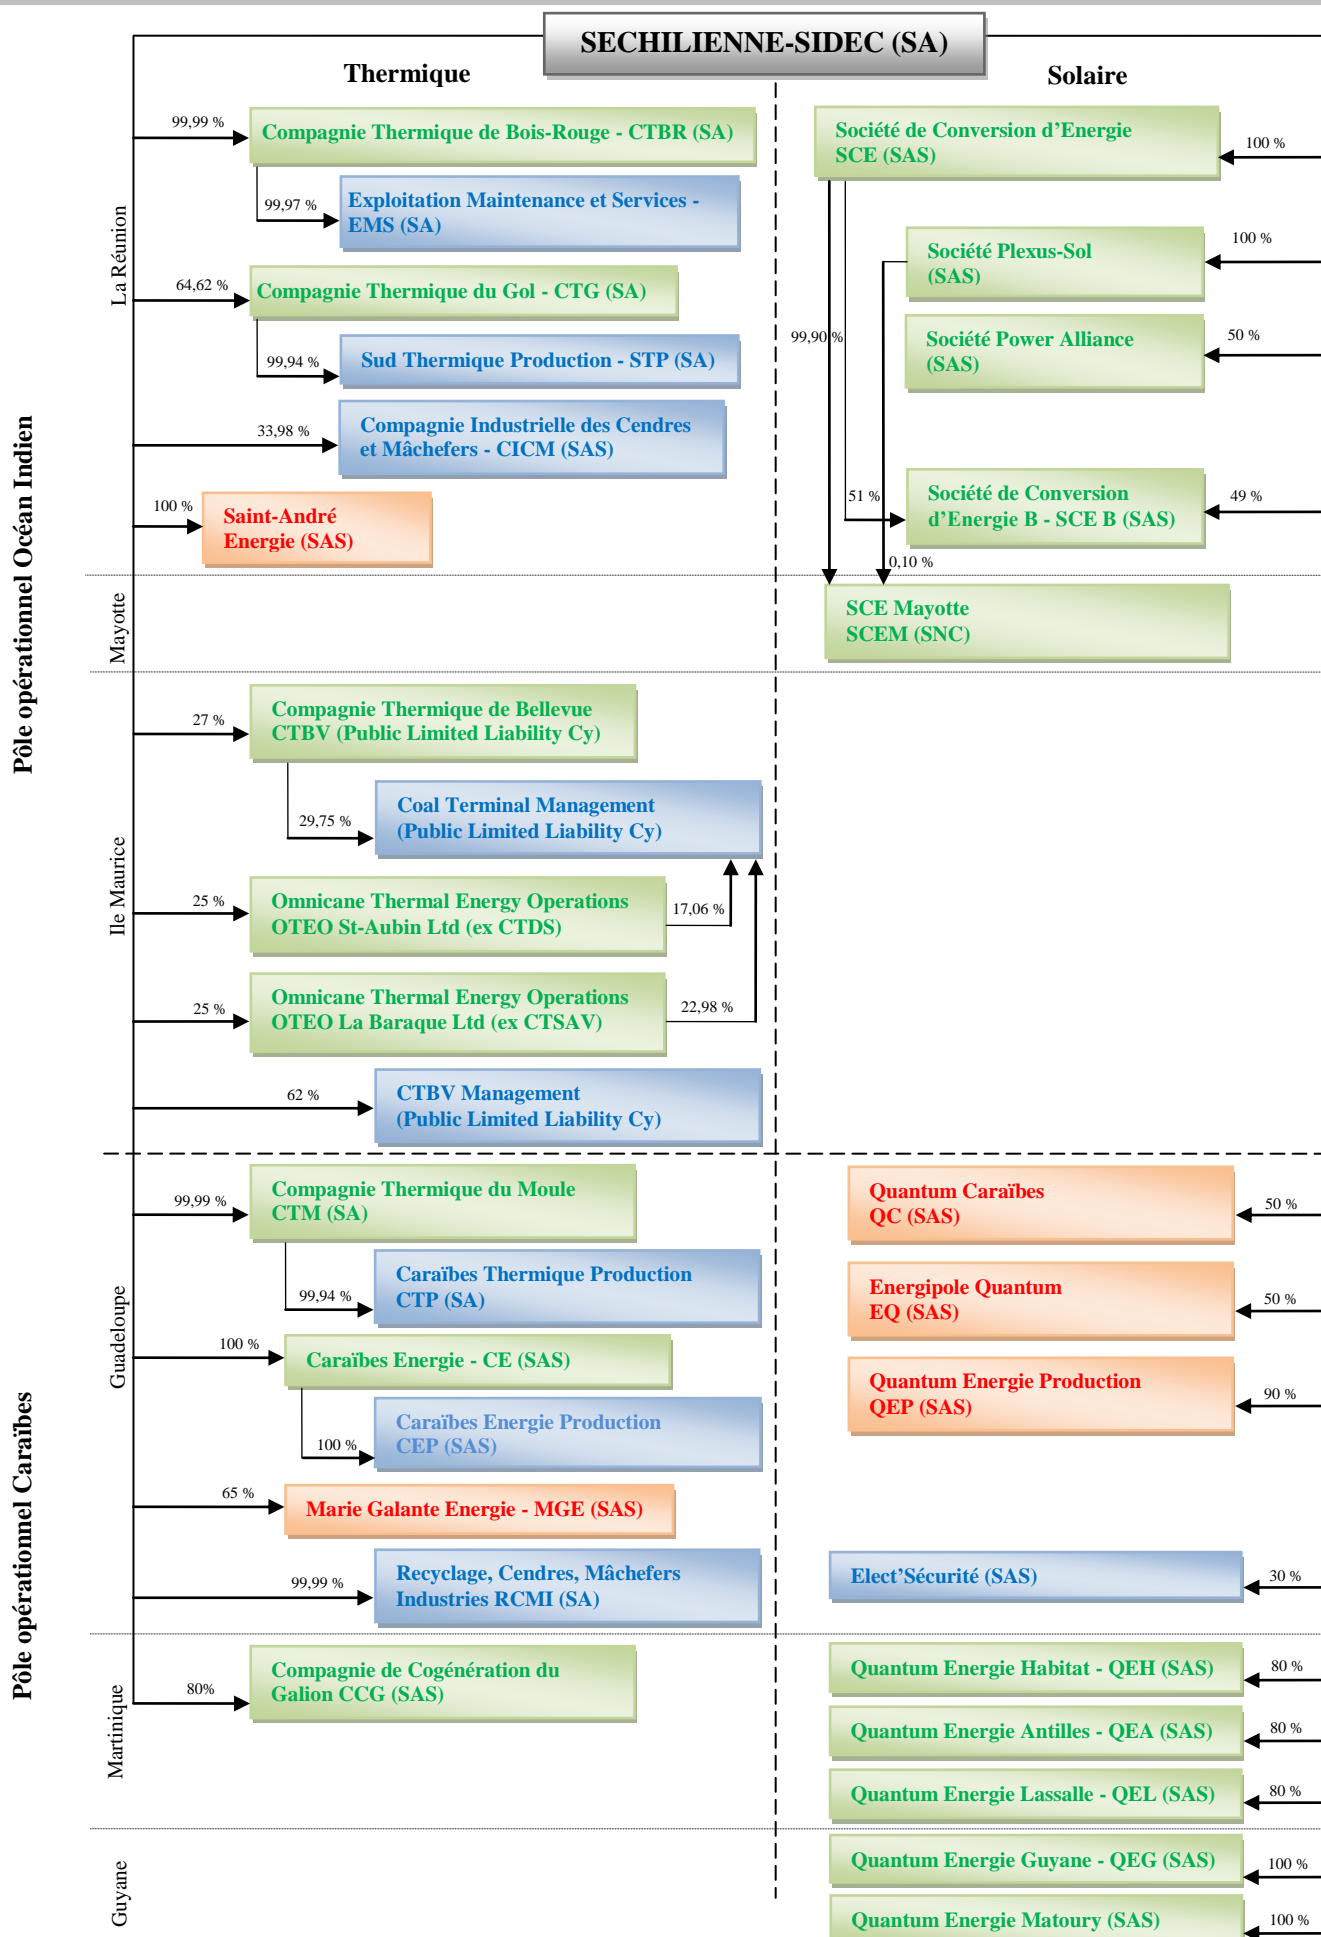 SECHILIENNE-SIDEC (SA)
Thermique
Solaire
Pôle opérationnel Océan Indien
La Réunion
99,99 %
Compagnie Thermique de Bois-Rouge - CTBR (SA)
99,97 %
Exploitation Maintenance et Services -
EMS (SA)
64,62 %
Compagnie Thermique du Gol - CTG (SA)
99,94 %
Sud Thermique Production - STP (SA)
33,98 %
Compagnie Industrielle des Cendres
et Mâchefers - CICM (SAS)
100 %
Saint-André
Energie (SAS)
Société de Conversion d’Energie
SCE (SAS)
100 %
Société Plexus-Sol
(SAS)
100 %
99,90 %
Société Power Alliance
(SAS)
50 %
51 %
Société de Conversion
d’Energie B - SCE B (SAS)
49 %
0,10 %
Mayotte
SCE Mayotte
SCEM (SNC)
Ile Maurice
27 %
Compagnie Thermique de Bellevue
CTBV (Public Limited Liability Cy)
29,75 %
Coal Terminal Management
(Public Limited Liability Cy)
25 %
Omnicane Thermal Energy Operations
OTEO St-Aubin Ltd (ex CTDS)
17,06 %
25 %
Omnicane Thermal Energy Operations
OTEO La Baraque Ltd (ex CTSAV)
22,98 %
62 %
CTBV Management
(Public Limited Liability Cy)
Pôle opérationnel Caraïbes
Guadeloupe
99,99 %
Compagnie Thermique du Moule
CTM (SA)
99,94 %
Caraïbes Thermique Production
CTP (SA)
100 %
Caraïbes Energie - CE (SAS)
100 %
Caraïbes Energie Production
CEP (SAS)
65 %
Marie Galante Energie - MGE (SAS)
99,99 %
Recyclage, Cendres, Mâchefers
Industries RCMI (SA)
Quantum Caraïbes
QC (SAS)
50 %
Energipole Quantum
EQ (SAS)
50 %
Quantum Energie Production
QEP (SAS)
90 %
Elect’Sécurité (SAS)
30 %
Martinique
80%
Compagnie de Cogénération du
Galion CCG (SAS)
Quantum Energie Habitat - QEH (SAS)
80 %
Quantum Energie Antilles - QEA (SAS)
80 %
Quantum Energie Lassalle - QEL (SAS)
80 %
Guyane
Quantum Energie Guyane - QEG (SAS)
100 %
Quantum Energie Matoury (SAS)
100 %